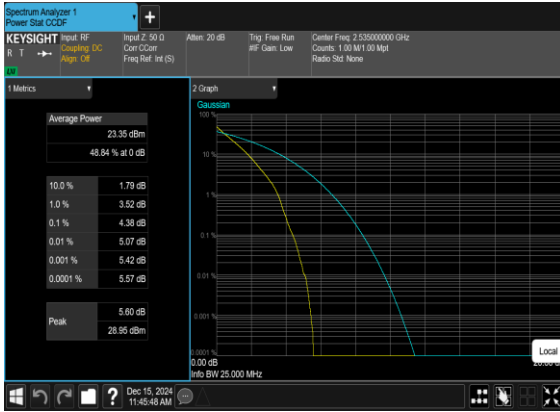 Spectrum Analyzer 1
Power Stat CCDF
+
KEYSIGHT
R T
Input: RF
Coupling: DC
Align: Off
Input Z: 50 Ω
Corr CCorr
Freq Ref: Int (S)
Atten: 20 dB
Trig: Free Run
#IF Gain: Low
Center Freq: 2.535000000 GHz
Counts: 1.00 M/1.00 Mpt
Radio Std: None
1 Metrics
Average Power
23.35 dBm
48.84 % at 0 dB
10.0 % 1.79 dB
1.0 % 3.52 dB
0.1 % 4.38 dB
0.01 % 5.07 dB
0.001 % 5.42 dB
0.0001 % 5.57 dB
Peak
5.60 dB
28.95 dBm
2 Graph
Gaussian
100 %
10 %
1 %
0.1 %
0.01 %
0.001 %
0.0001 %
0.00 dB
Info BW 25.000 MHz
Local
?
Dec 15, 2024
11:45:48 AM